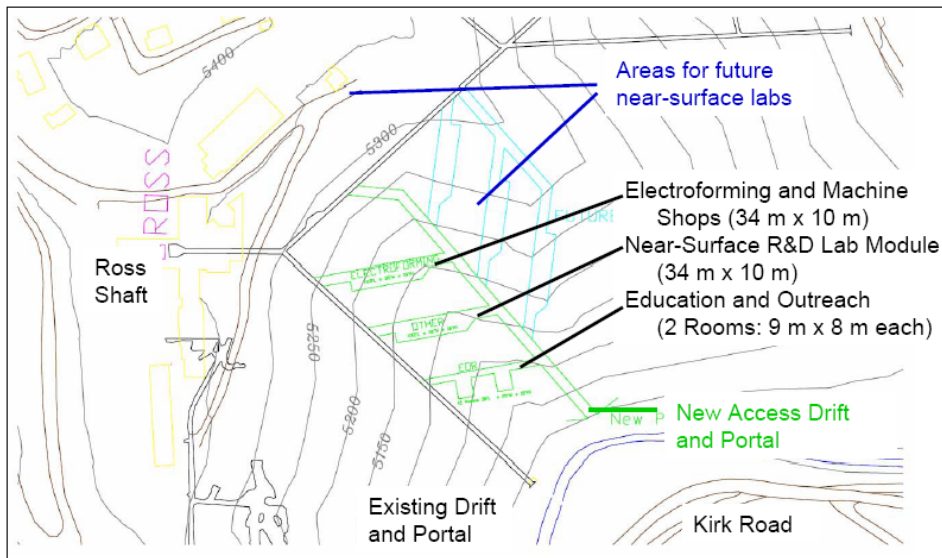 Areas for future
near-surface labs
5400
5300
ROSS
Electroforming and Machine
Shops (34 m x 10 m)
FUTURE
Near-Surface R&D Lab Module
(34 m x 10 m)
ELECTROFORMING
Ross
Shaft
Education and Outreach
(2 Rooms: 9 m x 8 m each)
5250
OTHER
EOR
5200
5150
New Access Drift
and Portal
New P
Existing Drift
and Portal
Kirk Road